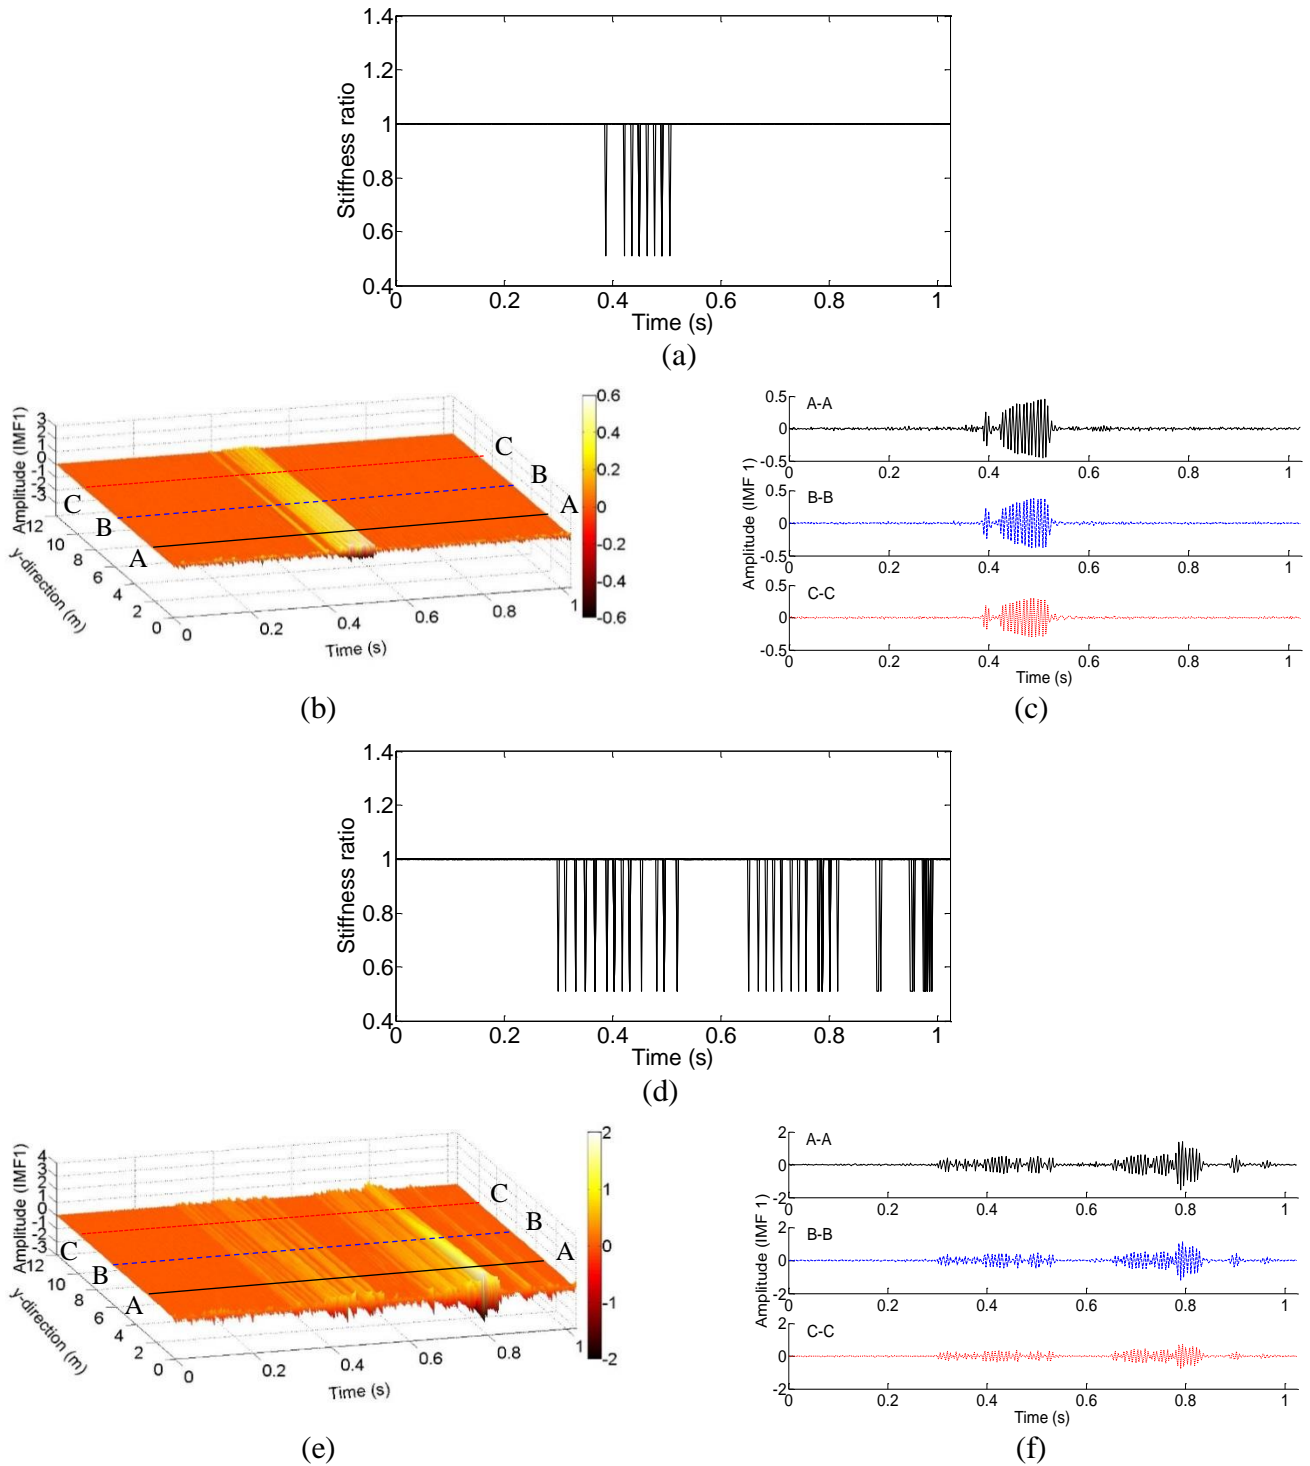 1.4
1.2
1
0.8
0.6
0.4
Stiffness ratio
0 0.2 0.4 0.6 0.8 1
Time (s)
(a)
3
2
1
0
-1
-2
-3
Amplitude (IMF1)
12
10
8
6
4
2
0
y-direction (m)
0 0.2 0.4 0.6 0.8 1
Time (s)
C C
B B
A A
0.6
0.4
0.2
0
-0.2
-0.4
-0.6
(b)
Amplitude (IMF 1)
A-A
0.5
0
-0.5
B-B
0.5
0
-0.5
0 0.2 0.4 0.6 0.8 1
C-C
0.5
0
-0.5
0 0.2 0.4 0.6 0.8 1
0 0.2 0.4 0.6 0.8 1
Time (s)
(c)
1.4
1.2
1
0.8
0.6
0.4
Stiffness ratio
0 0.2 0.4 0.6 0.8 1
Time (s)
(d)
4
3
2
1
0
-1
-2
-3
Amplitude (IMF1)
12
10
8
6
4
2
0
y-direction (m)
0 0.2 0.4 0.6 0.8 1
Time (s)
C C
B B
A A
2
1
0
-1
-2
(e)
Amplitude (IMF 1)
A-A
2
0
-2
0 0.2 0.4 0.6 0.8 1
B-B
2
0
-2
0 0.2 0.4 0.6 0.8 1
C-C
2
0
-2
0 0.2 0.4 0.6 0.8 1
Time (s)
(f)